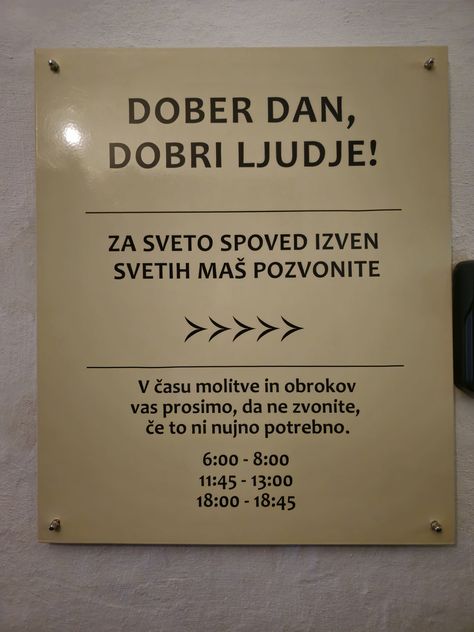 DOBER DAN,
DOBRI LJUDJE!
ZA SVETO SPOVED IZVEN
SVETIH MAŠ POZVONITE
V času molitve in obrokov
vas prosimo, da ne zvonite,
če to ni nujno potrebno.
6:00 - 8:00
11:45 - 13:00
18:00 - 18:45